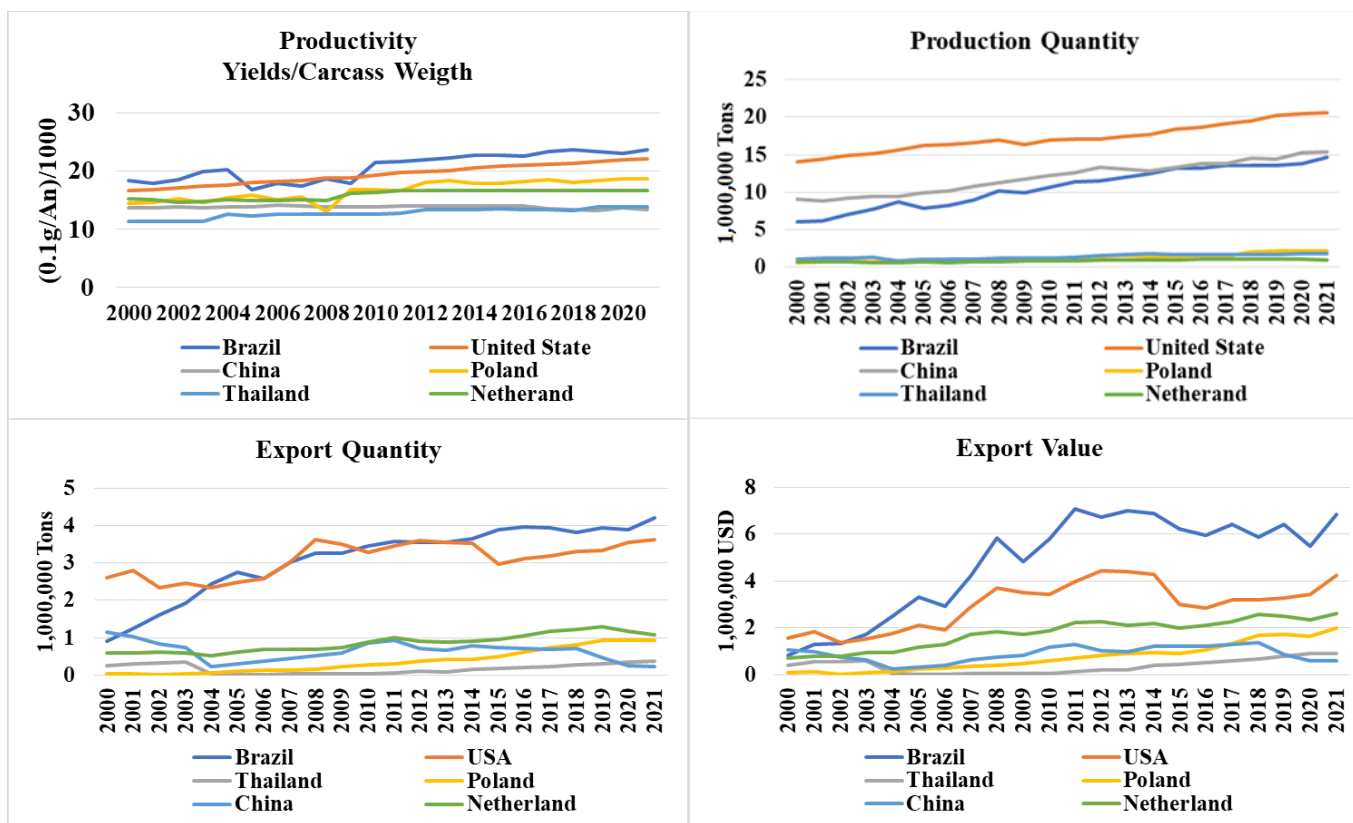 Productivity
Yields/Carcass Weigth
(0.1g/An)/1000
30
20
10
0
2000 2002 2004 2006 2008 2010 2012 2014 2016 2018 2020
Brazil United State
China Poland
Thailand Netherand
Production Quantity
1,000,000 Tons
25
20
15
10
5
0
2000 2001 2002 2003 2004 2005 2006 2007 2008 2009 2010 2011 2012 2013 2014 2015 2016 2017 2018 2019 2020 2021
Brazil United State
China Poland
Thailand Netherand
Export Quantity
1,000,000 Tons
5
4
3
2
1
0
2000 2001 2002 2003 2004 2005 2006 2007 2008 2009 2010 2011 2012 2013 2014 2015 2016 2017 2018 2019 2020 2021
Brazil USA
Thailand Poland
China Netherland
Export Value
1,000,000 USD
8
6
4
2
0
2000 2001 2002 2003 2004 2005 2006 2007 2008 2009 2010 2011 2012 2013 2014 2015 2016 2017 2018 2019 2020 2021
Brazil USA
Thailand Poland
China Netherland